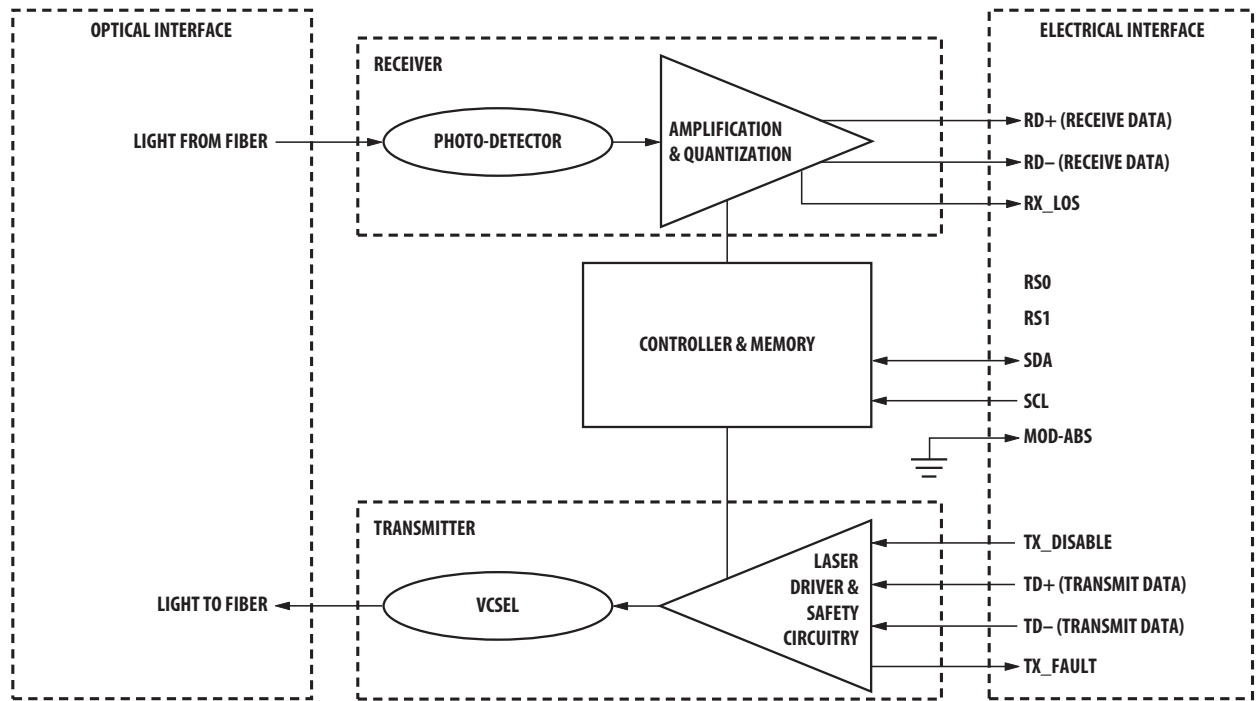 OPTICAL INTERFACE
ELECTRICAL INTERFACE
RECEIVER
LIGHT FROM FIBER
PHOTO-DETECTOR
AMPLIFICATION
& QUANTIZATION
RD+ (RECEIVE DATA)
RD– (RECEIVE DATA)
RX_LOS
RS0
RS1
CONTROLLER & MEMORY
SDA
SCL
MOD-ABS
TRANSMITTER
LIGHT TO FIBER
VCSEL
LASER
DRIVER &
SAFETY
CIRCUITRY
TX_DISABLE
TD+ (TRANSMIT DATA)
TD– (TRANSMIT DATA)
TX_FAULT